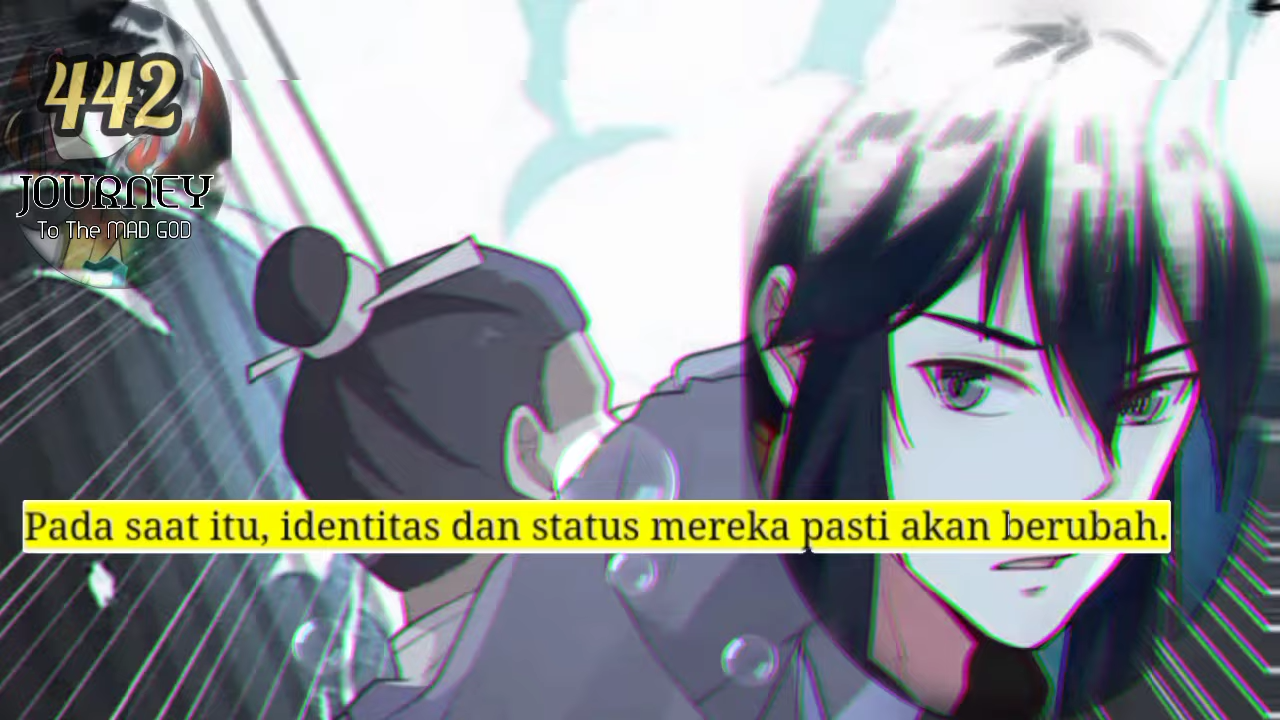 442
JOURNEY
To The MAD GOD
Pada saat itu, identitas dan status mereka pasti akan berubah.